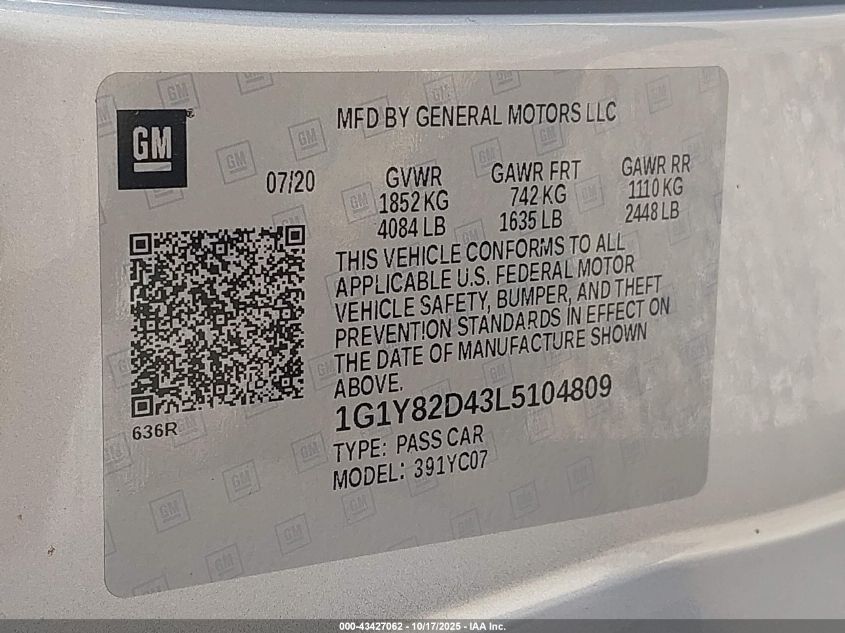 GM
MFD BY GENERAL MOTORS LLC
07/20
GVWR
1852 KG
4084 LB
GAWR FRT
742 KG
1635 LB
GAWR RR
1110 KG
2448 LB
THIS VEHICLE CONFORMS TO ALL
APPLICABLE U.S. FEDERAL MOTOR
VEHICLE SAFETY, BUMPER, AND THEFT
PREVENTION STANDARDS IN EFFECT ON
THE DATE OF MANUFACTURE SHOWN
ABOVE.
1G1Y82D43L5104809
TYPE: PASS CAR
MODEL: 391YC07
636R
000-43427062 - 10/17/2025 - IAA Inc.